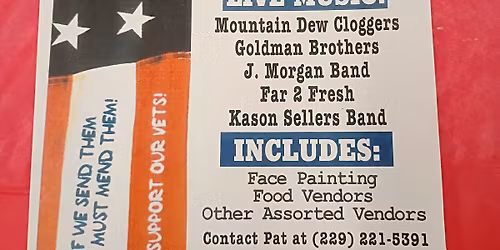 LIVE MUSIC:
Mountain Dew Cloggers
Goldman Brothers
J. Morgan Band
Far 2 Fresh
Kason Sellers Band
INCLUDES:
Face Painting
Food Vendors
Other Assorted Vendors
Contact Pat at (229) 221-5391
IF WE SEND THEM
MUST MEND THEM!
SUPPORT OUR VETS!